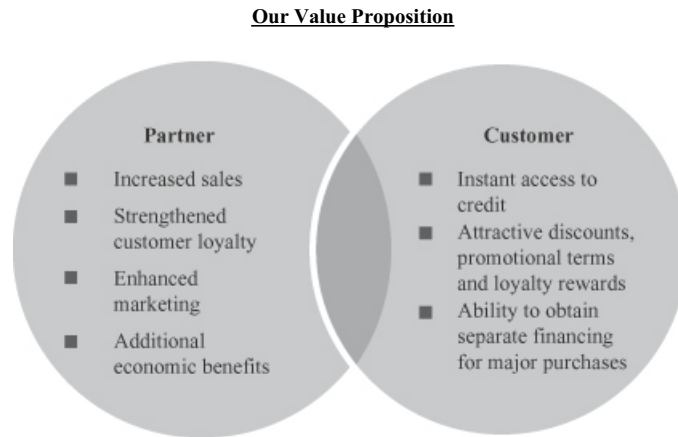 Our Value Proposition
Partner
Increased sales
Strengthened
customer loyalty
Enhanced
marketing
Additional
economic benefits
Customer
Instant access to
credit
Attractive discounts,
promotional terms
and loyalty rewards
Ability to obtain
separate financing
for major purchases